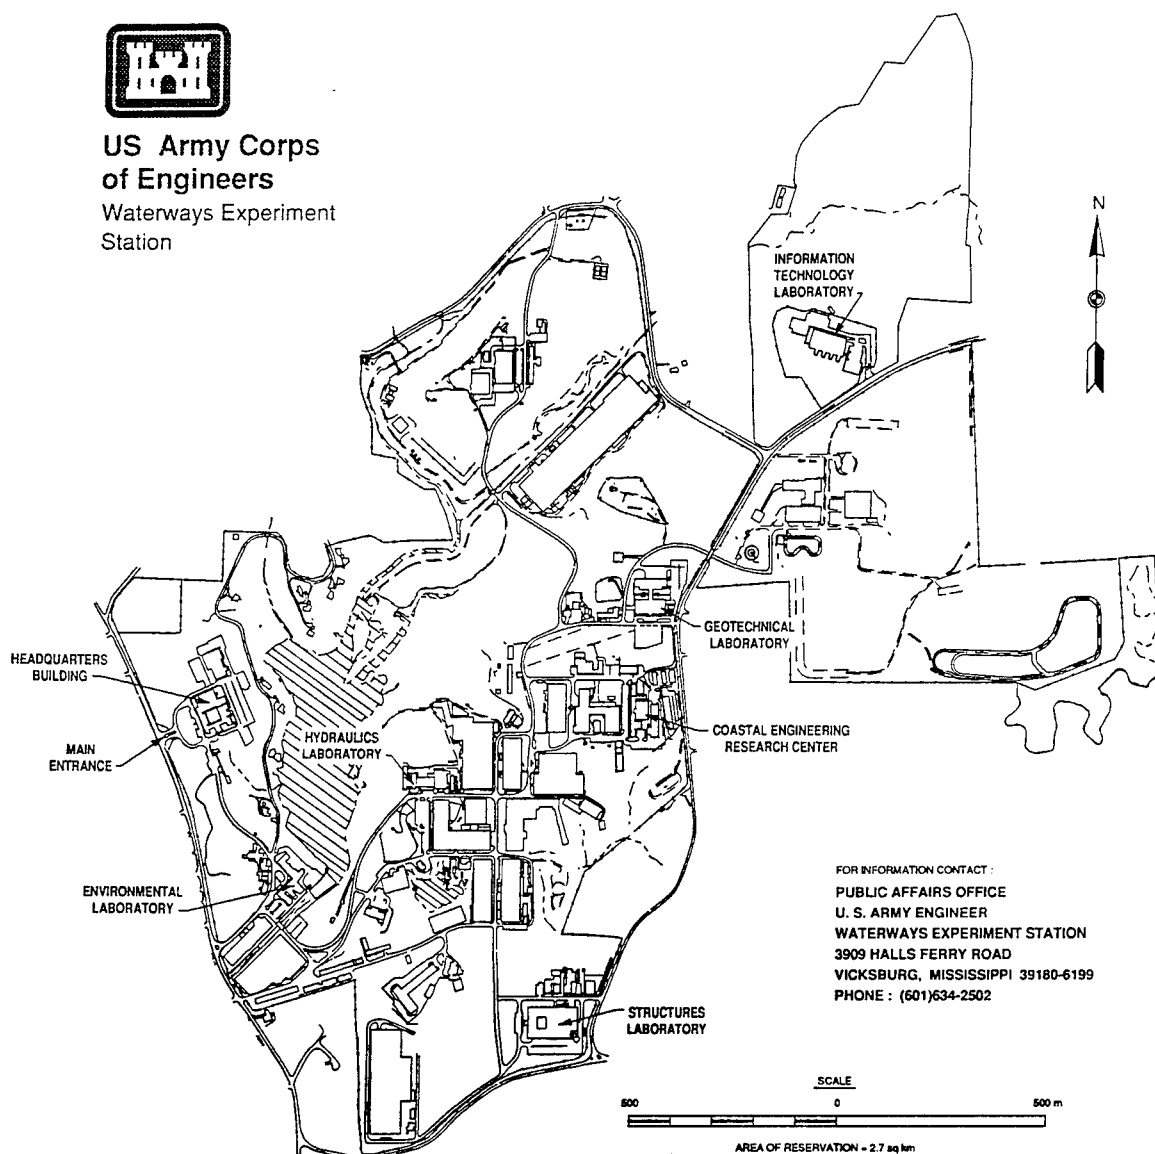 US Army Corps
of Engineers
Waterways Experiment
Station
N
INFORMATION
TECHNOLOGY
LABORATORY
GEOTECHNICAL
LABORATORY
HEADQUARTERS
BUILDING
MAIN
ENTRANCE
HYDRAULICS
LABORATORY
COASTAL ENGINEERING
RESEARCH CENTER
ENVIRONMENTAL
LABORATORY
STRUCTURES
LABORATORY
FOR INFORMATION CONTACT :
PUBLIC AFFAIRS OFFICE
U. S. ARMY ENGINEER
WATERWAYS EXPERIMENT STATION
3909 HALLS FERRY ROAD
VICKSBURG, MISSISSIPPI 39180-6199
PHONE : (601)634-2502
SCALE
500 0 500 m
AREA OF RESERVATION = 2.7 sq km